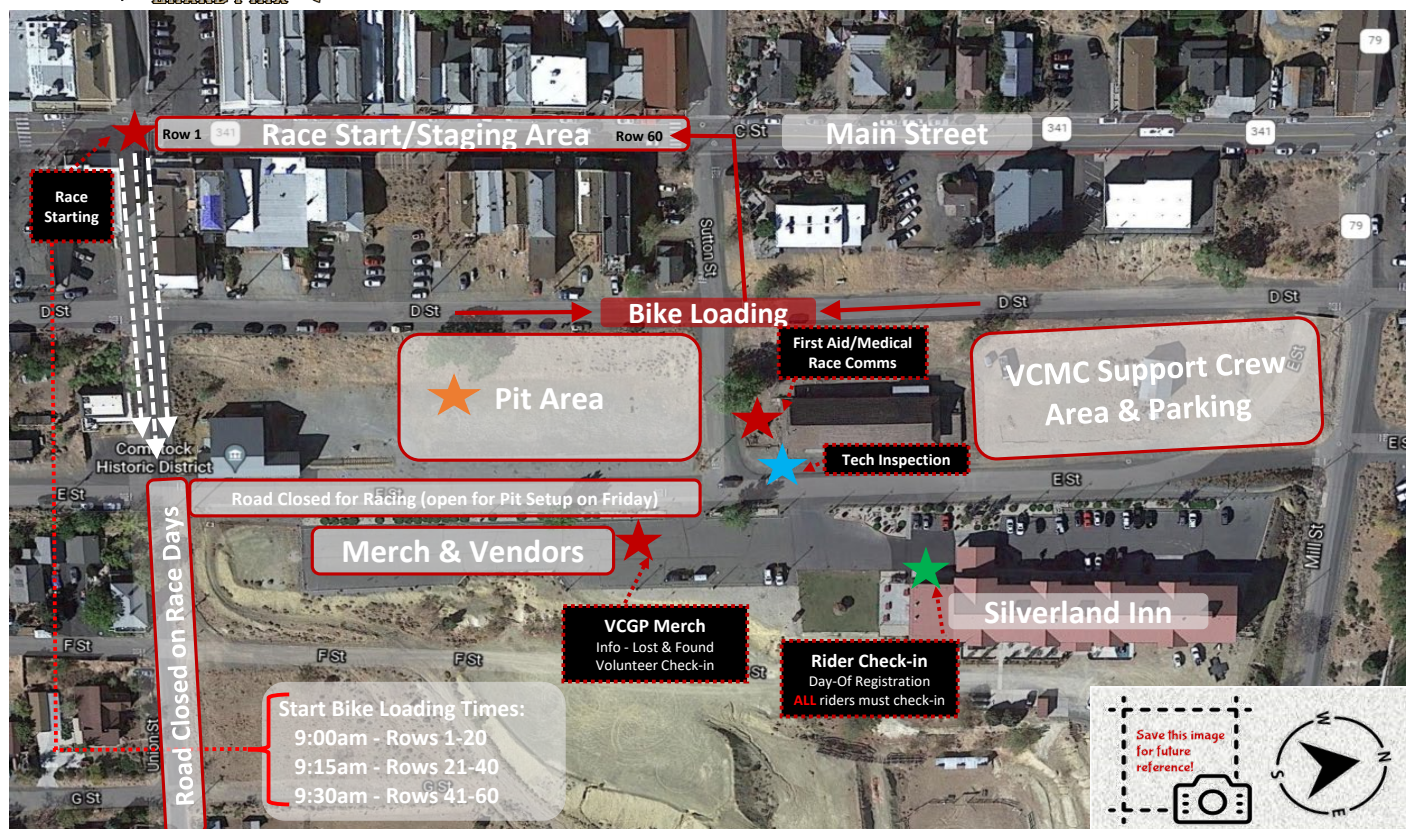 79
Row 1
341
Race Start/Staging Area
Row 60
C St
Main Street
341
341
Race
Starting
79
Sutton St
D St
D St
Bike Loading
D St
D St
First Aid/Medical
Race Comms
Pit Area
VCMC Support Crew
Area & Parking
E St
Comstock
Historic District
Tech Inspection
E St
E St
Road Closed for Racing (open for Pit Setup on Friday)
E St
E St
Merch & Vendors
Mill St
Road Closed on Race Days
Silverland Inn
VCGP Merch
Info - Lost & Found
Volunteer Check-in
Rider Check-in
Day-Of Registration
ALL riders must check-in
F St
F St
F St
St
Union St
Start Bike Loading Times:
9:00am - Rows 1-20
9:15am - Rows 21-40
9:30am - Rows 41-60
G St
G St
Save this image
for future
reference!
W
N
S
E